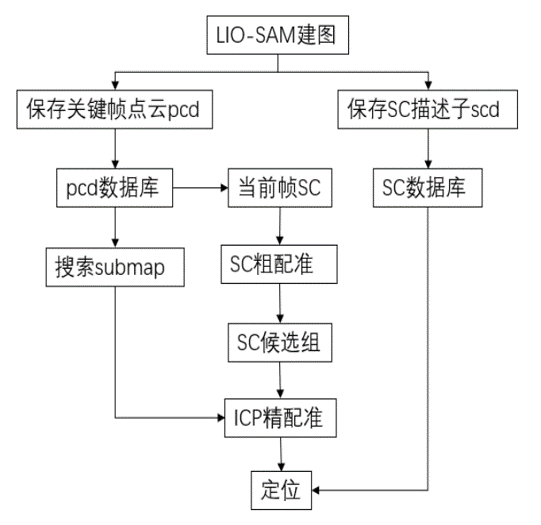 LIO-SAM建图
保存关键帧点云pcd
保存SC描述子scd
pcd数据库
当前帧SC
SC数据库
搜索submap
SC粗配准
SC候选组
ICP精配准
定位